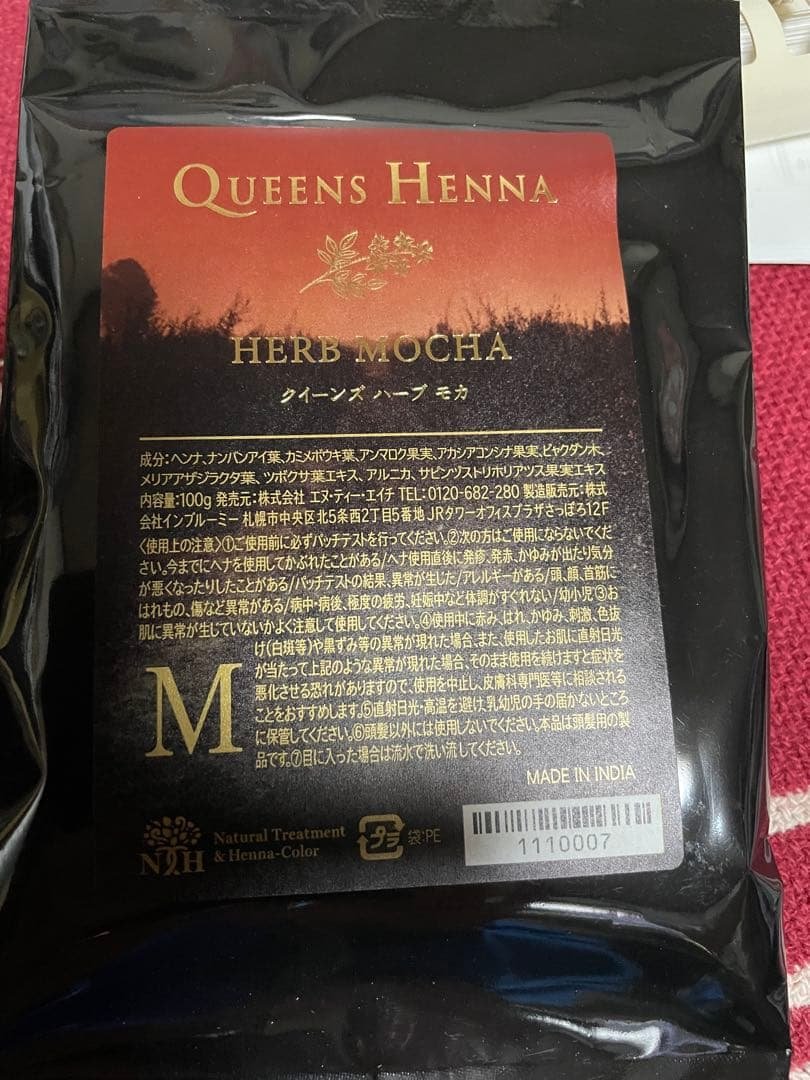 QUEENS HENNA
HERB MOCHA
クイーンズ ハーブ モカ
成分：ヘンナ、ナンバンアイ葉、カミメボウキ葉、アンマロク果実、アカシアコンシナ果実、ビャクダン木、
メリアアザジラクタ葉、ツボクサ葉エキス、アルニカ、サピンヅストリホリアツス果実エキス
内容量：100g 発売元：株式会社 エヌ・ティー・エイチ TEL：0120-682-280 製造販売元：株式
会社インブルーミー 札幌市中央区北5条西2丁目5番地 JRタワーオフィスプラザさっぽろ12F
〈使用上の注意〉①ご使用前に必ずパッチテストを行ってください。②次の方はご使用にならないでくだ
さい。今までにヘナを使用してかぶれたことがある/ヘナ使用直後に発疹、発赤、かゆみが出たり気分
が悪くなったりしたことがある/パッチテストの結果、異常が生じた/アレルギーがある/頭、顔、首筋に
はれもの、傷など異常がある/病中・病後、極度の疲労、妊娠中など体調がすぐれない/幼小児 ③お
肌に異常が生じていないかよく注意して使用してください。④使用中に赤み、はれ、かゆみ、刺激、色抜
け(白斑等)や黒ずみ等の異常が現れた場合、また、使用したお肌に直射日光
が当たって上記のような異常が現れた場合、そのまま使用を続けますと症状を
悪化させる恐れがありますので、使用を中止し、皮膚科専門医等に相談される
ことをおすすめします。⑤直射日光・高温を避け、乳幼児の手の届かないところ
に保管してください。⑥頭髪以外には使用しないでください。本品は頭髪用の製
品です。⑦目に入った場合は流水で洗い流してください。
M
MADE IN INDIA
NTH
Natural Treatment
& Henna-Color
プラ
袋：PE
1110007